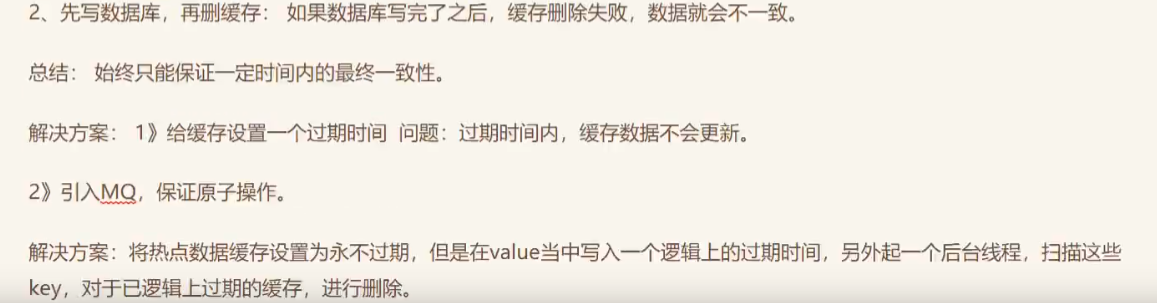 2、先写数据库，再删缓存： 如果数据库写完了之后，缓存删除失败，数据就会不一致。
总结： 始终只能保证一定时间内的最终一致性。
解决方案： 1》给缓存设置一个过期时间 问题：过期时间内，缓存数据不会更新。
2》引入MQ，保证原子操作。
解决方案：将热点数据缓存设置为永不过期，但是在value当中写入一个逻辑上的过期时间，另外起一个后台线程，扫描这些
key，对于已逻辑上过期的缓存，进行删除。